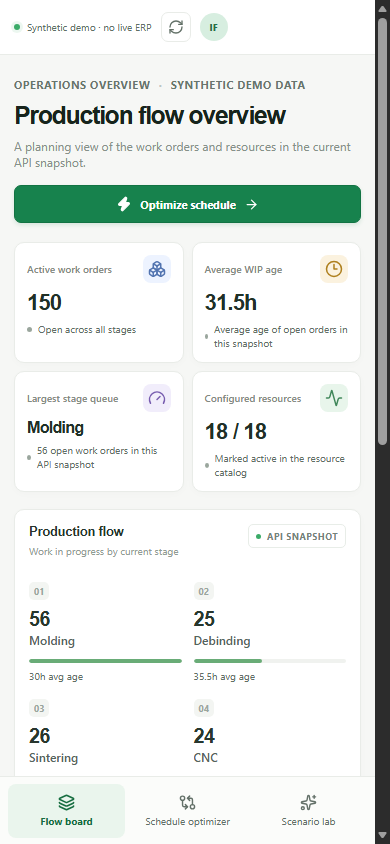 Synthetic demo · no live ERP
IF
OPERATIONS OVERVIEW · SYNTHETIC DEMO DATA
Production flow overview
A planning view of the work orders and resources in the current
API snapshot.
Optimize schedule →
Active work orders
150
Open across all stages
Average WIP age
31.5h
Average age of open orders in
this snapshot
Largest stage queue
Molding
56 open work orders in this
API snapshot
Configured resources
18 / 18
Marked active in the resource
catalog
Production flow
Work in progress by current stage
API SNAPSHOT
01
56
Molding
30h avg age
02
25
Debinding
35.5h avg age
03
26
Sintering
04
24
CNC
Flow board
Schedule optimizer
Scenario lab